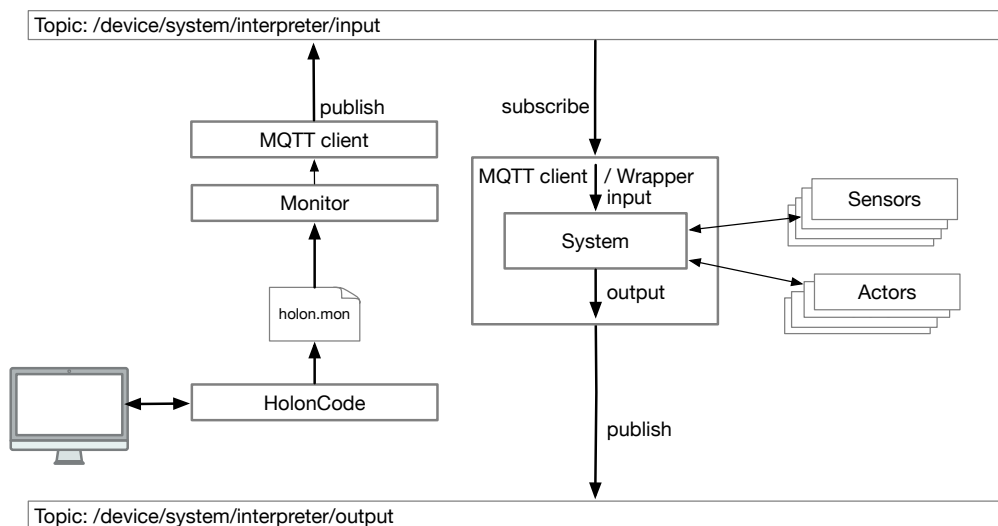 Topic: /device/system/interpreter/input
publish
subscribe
MQTT client
MQTT client / Wrapper
input
Monitor
Sensors
System
output
Actors
holon.mon
HolonCode
publish
Topic: /device/system/interpreter/output